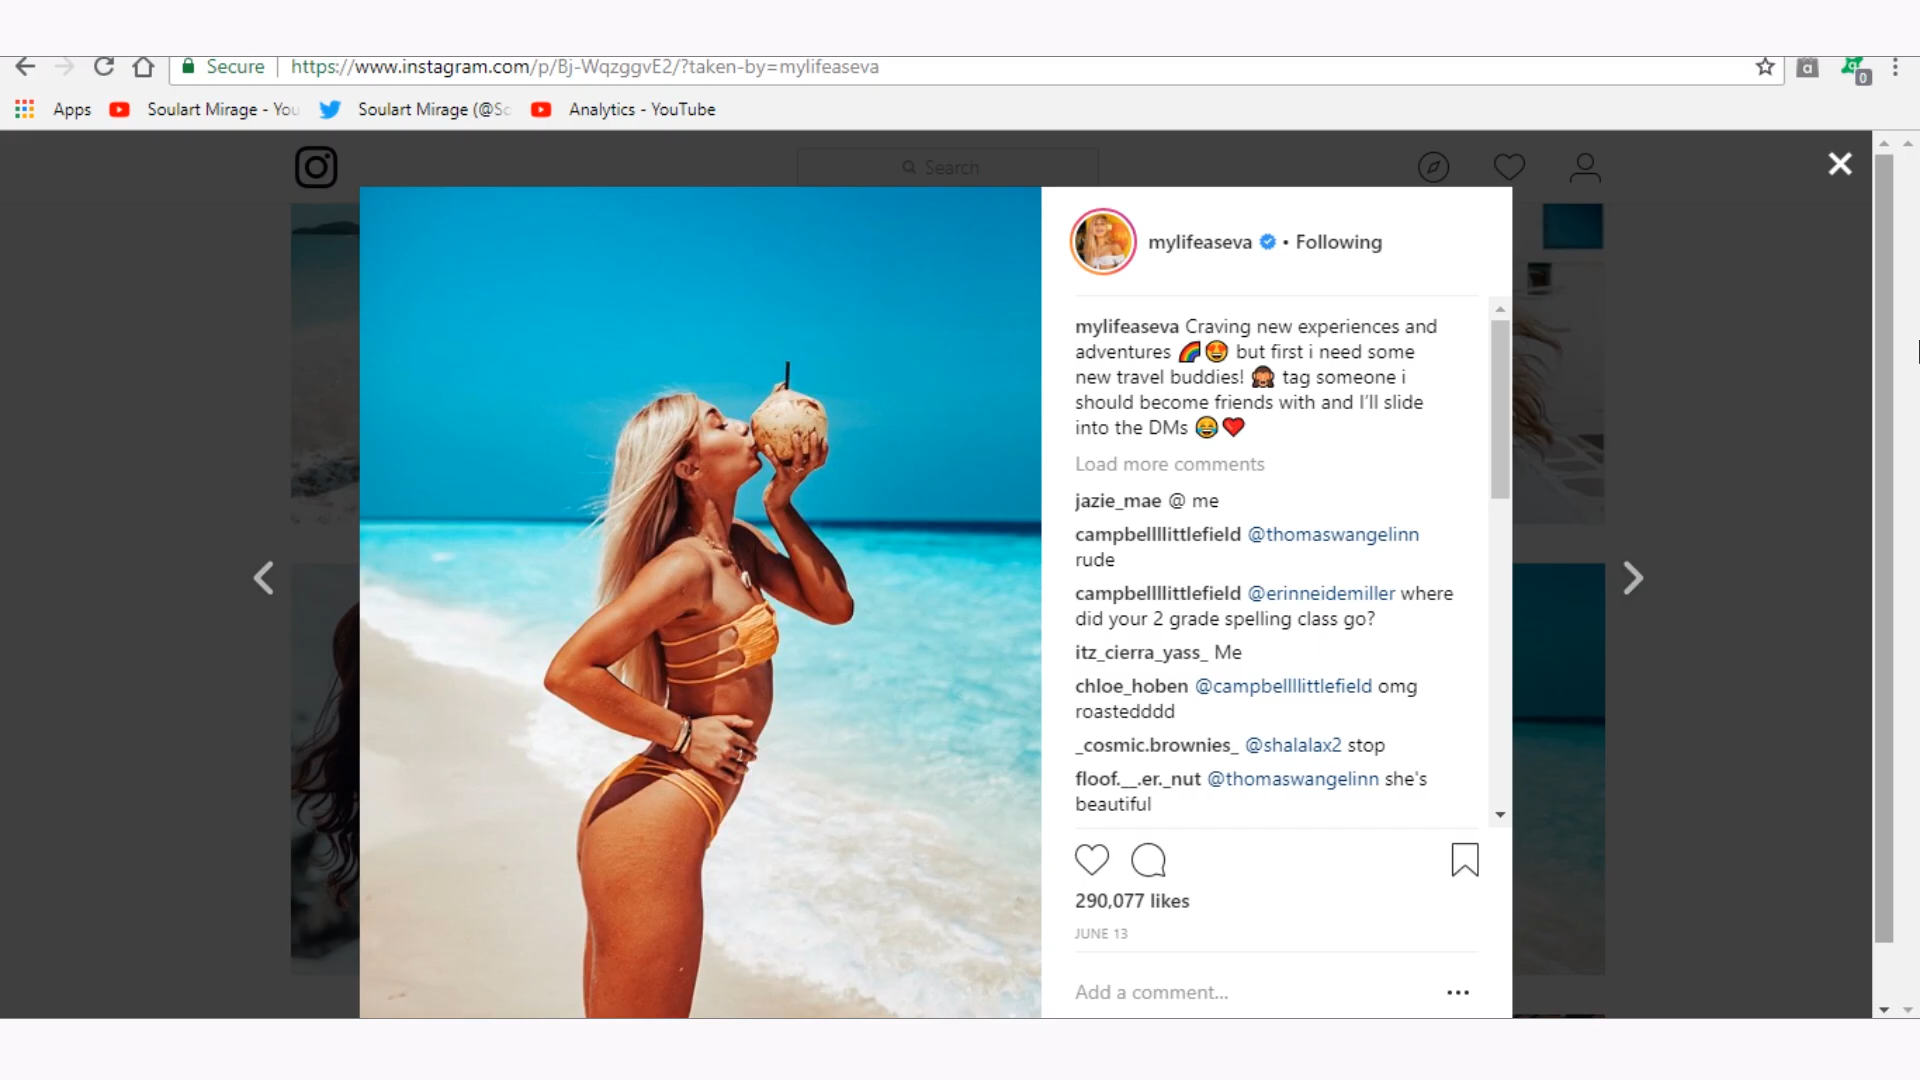 Secure https://www.instagram.com/p/Bj-WqzggvE2/?taken-by=mylifeaseva
a
0
Apps Soulart Mirage - You Soulart Mirage (@So Analytics - YouTube
Search
mylifeaseva • Following
mylifeaseva Craving new experiences and
adventures 🌈😍 but first i need some
new travel buddies! 🙈 tag someone i
should become friends with and I'll slide
into the DMs 😂❤️
Load more comments
jazie_mae @ me
campbellllittlefield @thomaswangelinn
rude
campbellllittlefield @erinneidemiller where
did your 2 grade spelling class go?
itz_cierra_yass_ Me
chloe_hoben @campbellllittlefield omg
roastedddd
_cosmic.brownies_ @shalalax2 stop
floof.__.er._nut @thomaswangelinn she's
beautiful
290,077 likes
JUNE 13
Add a comment...